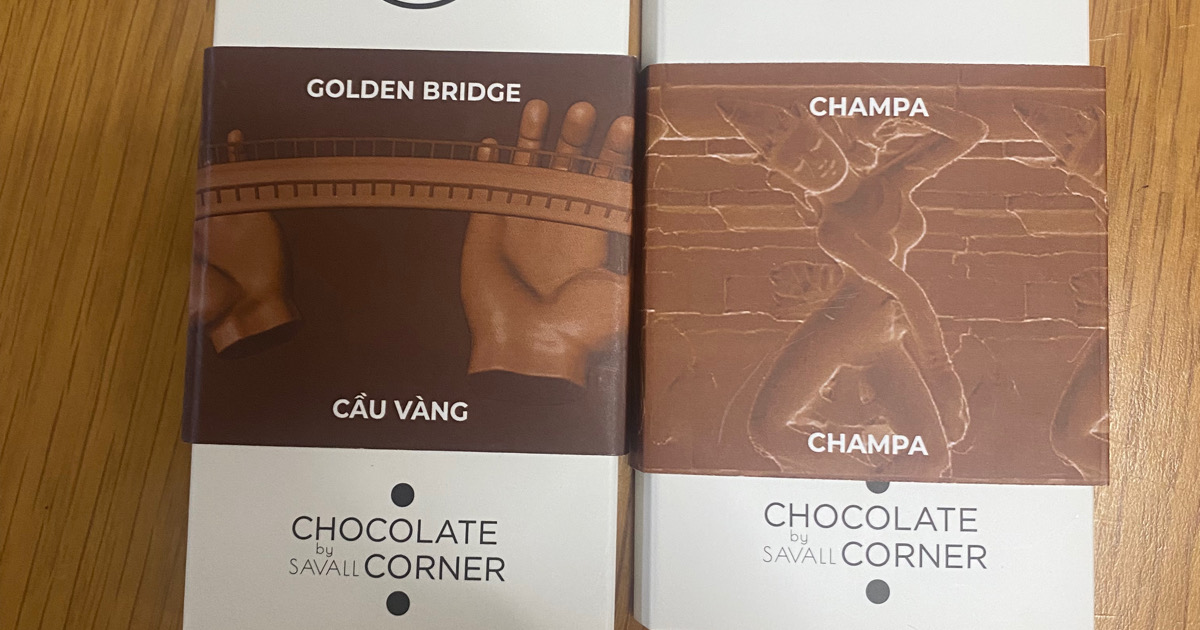 GOLDEN BRIDGE
CẦU VÀNG
CHOCOLATE
by
SAVALL CORNER
CHAMPA
CHAMPA
CHOCOLATE
by
SAVALL CORNER